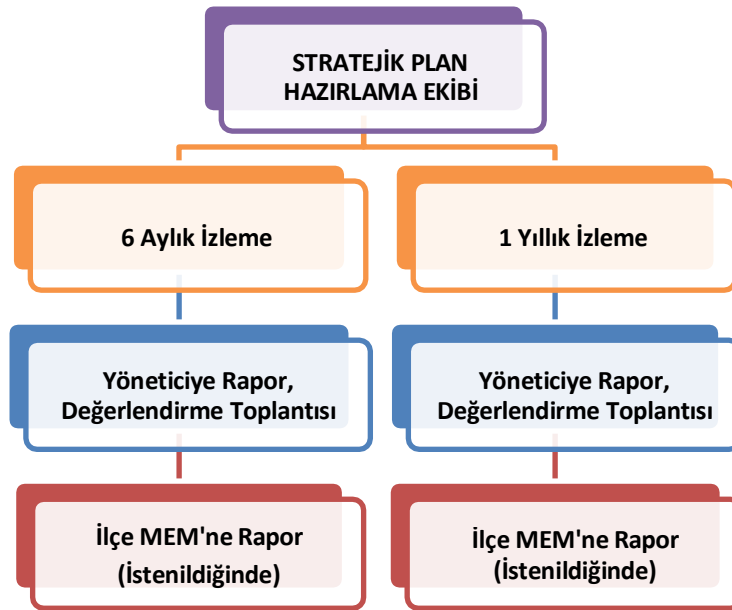 STRATEJİK PLAN
HAZIRLAMA EKİBİ
6 Aylık İzleme
1 Yıllık İzleme
Yöneticiye Rapor,
Değerlendirme Toplantısı
Yöneticiye Rapor,
Değerlendirme Toplantısı
İlçe MEM'ne Rapor
(İstenildiğinde)
İlçe MEM'ne Rapor
(İstenildiğinde)